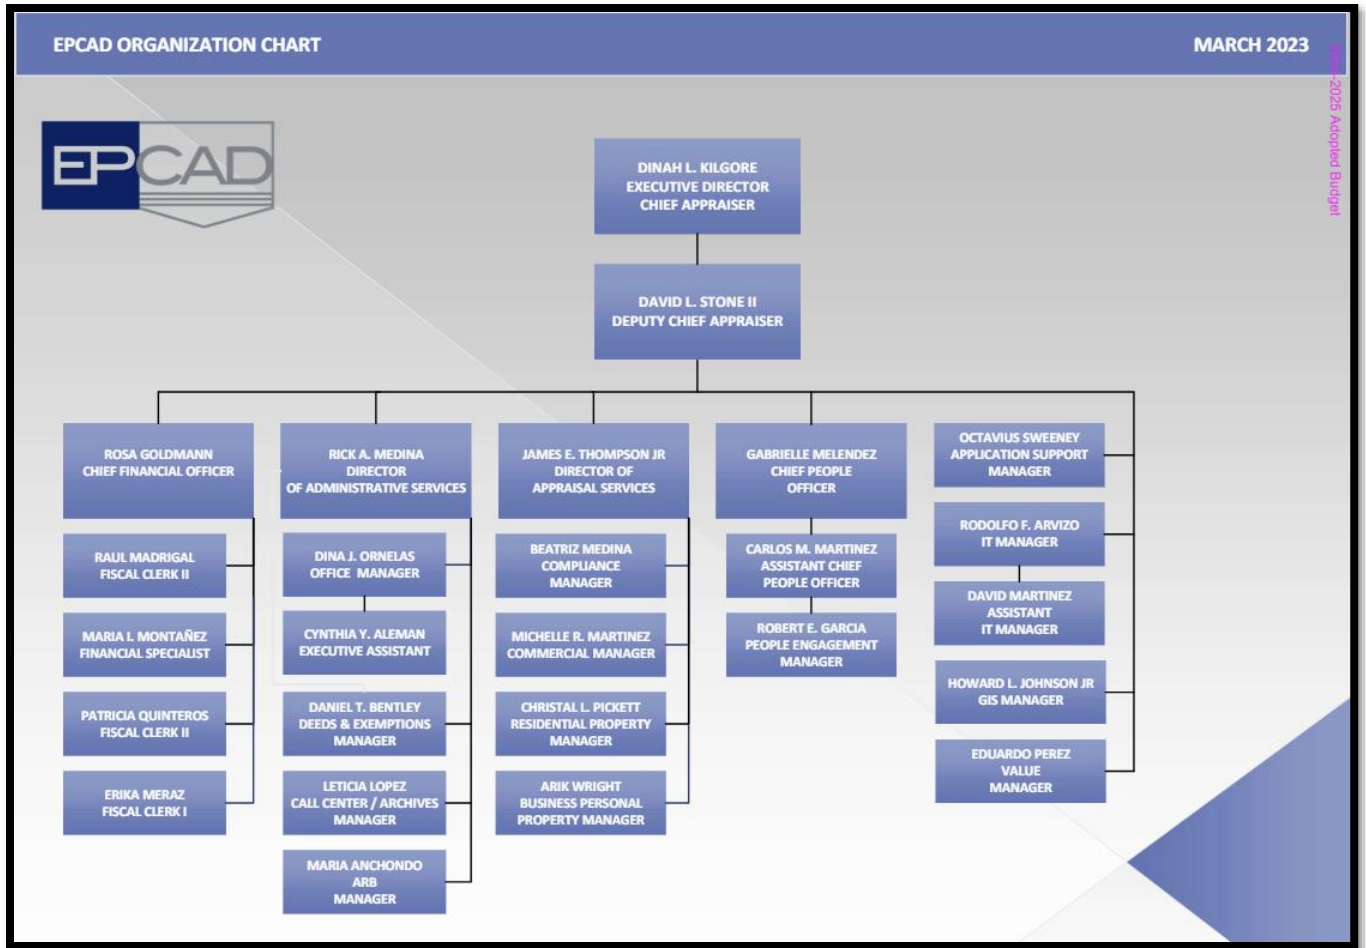 EPCAD ORGANIZATION CHART
MARCH 2023
-2025 Adopted Budget
EPCAD
DINAH L. KILGORE
EXECUTIVE DIRECTOR
CHIEF APPRAISER
DAVID L. STONE II
DEPUTY CHIEF APPRAISER
ROSA GOLDMANN
CHIEF FINANCIAL OFFICER
RAUL MADRIGAL
FISCAL CLERK II
MARIA I. MONTAÑEZ
FINANCIAL SPECIALIST
PATRICIA QUINTEROS
FISCAL CLERK II
ERIKA MERAZ
FISCAL CLERK I
RICK A. MEDINA
DIRECTOR
OF ADMINISTRATIVE SERVICES
DINA J. ORNELAS
OFFICE MANAGER
CYNTHIA Y. ALEMAN
EXECUTIVE ASSISTANT
DANIEL T. BENTLEY
DEEDS & EXEMPTIONS
MANAGER
LETICIA LOPEZ
CALL CENTER / ARCHIVES
MANAGER
MARIA ANCHONDO
ARB
MANAGER
JAMES E. THOMPSON JR
DIRECTOR OF
APPRAISAL SERVICES
BEATRIZ MEDINA
COMPLIANCE
MANAGER
MICHELLE R. MARTINEZ
COMMERCIAL MANAGER
CHRISTAL L. PICKETT
RESIDENTIAL PROPERTY
MANAGER
ARIK WRIGHT
BUSINESS PERSONAL
PROPERTY MANAGER
GABRIELLE MELENDEZ
CHIEF PEOPLE
OFFICER
CARLOS M. MARTINEZ
ASSISTANT CHIEF
PEOPLE OFFICER
ROBERT E. GARCIA
PEOPLE ENGAGEMENT
MANAGER
OCTAVIUS SWEENEY
APPLICATION SUPPORT
MANAGER
RODOLFO F. ARVIZO
IT MANAGER
DAVID MARTINEZ
ASSISTANT
IT MANAGER
HOWARD L. JOHNSON JR
GIS MANAGER
EDUARDO PEREZ
VALUE
MANAGER